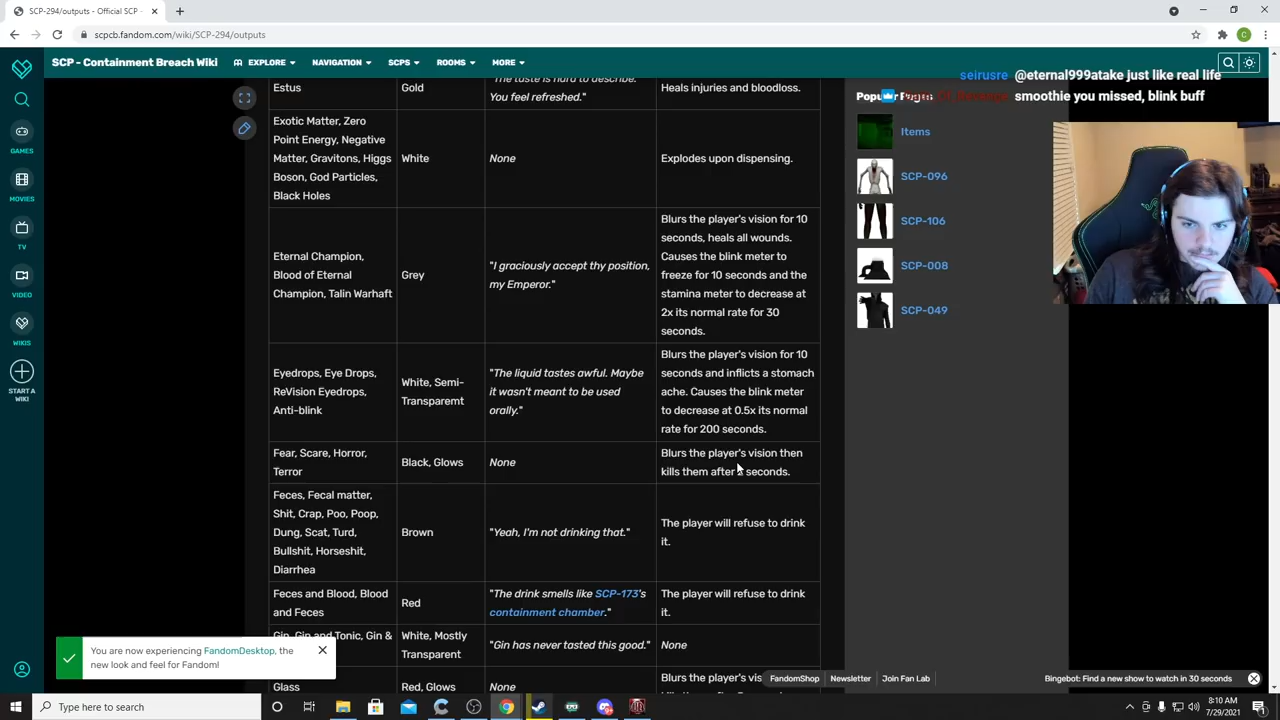 SCP-294/outputs - Official SCP -
scpcb.fandom.com/wiki/SCP-294/outputs
C
SCP - Containment Breach Wiki
EXPLORE
NAVIGATION
SCPS
ROOMS
MORE
seirusre @eternal999atake just like real life
smoothie you missed, blink buff
GAMES
MOVIES
TV
VIDEO
WIKIS
START A
WIKI
Estus
Gold
"The taste is hard to describe.
You feel refreshed."
Heals injuries and bloodloss.
Exotic Matter, Zero
Point Energy, Negative
Matter, Gravitons, Higgs
Boson, God Particles,
Black Holes
White
None
Explodes upon dispensing.
Eternal Champion,
Blood of Eternal
Champion, Talin Warhaft
Grey
"I graciously accept thy position,
my Emperor."
Blurs the player's vision for 10
seconds, heals all wounds.
Causes the blink meter to
freeze for 10 seconds and the
stamina meter to decrease at
2x its normal rate for 30
seconds.
Eyedrops, Eye Drops,
ReVision Eyedrops,
Anti-blink
White, Semi-
Transparemt
"The liquid tastes awful. Maybe
it wasn't meant to be used
orally."
Blurs the player's vision for 10
seconds and inflicts a stomach
ache. Causes the blink meter
to decrease at 0.5x its normal
rate for 200 seconds.
Fear, Scare, Horror,
Terror
Black, Glows
None
Blurs the player's vision then
kills them after seconds.
Feces, Fecal matter,
Shit, Crap, Poo, Poop,
Dung, Scat, Turd,
Bullshit, Horseshit,
Diarrhea
Brown
"Yeah, I'm not drinking that."
The player will refuse to drink
it.
Feces and Blood, Blood
and Feces
Red
"The drink smells like SCP-173's
containment chamber."
The player will refuse to drink
it.
Gin, Gin and Tonic, Gin &
White, Mostly
Transparent
"Gin has never tasted this good."
None
Glass
Red, Glows
None
Blurs the player's
Popular Pages
Items
SCP-096
SCP-106
SCP-008
SCP-049
You are now experiencing FandomDesktop, the
new look and feel for Fandom!
FandomShop
Newsletter
Join Fan Lab
Bingebot: Find a new show to watch in 30 seconds
Type here to search
8:10 AM
7/29/2021